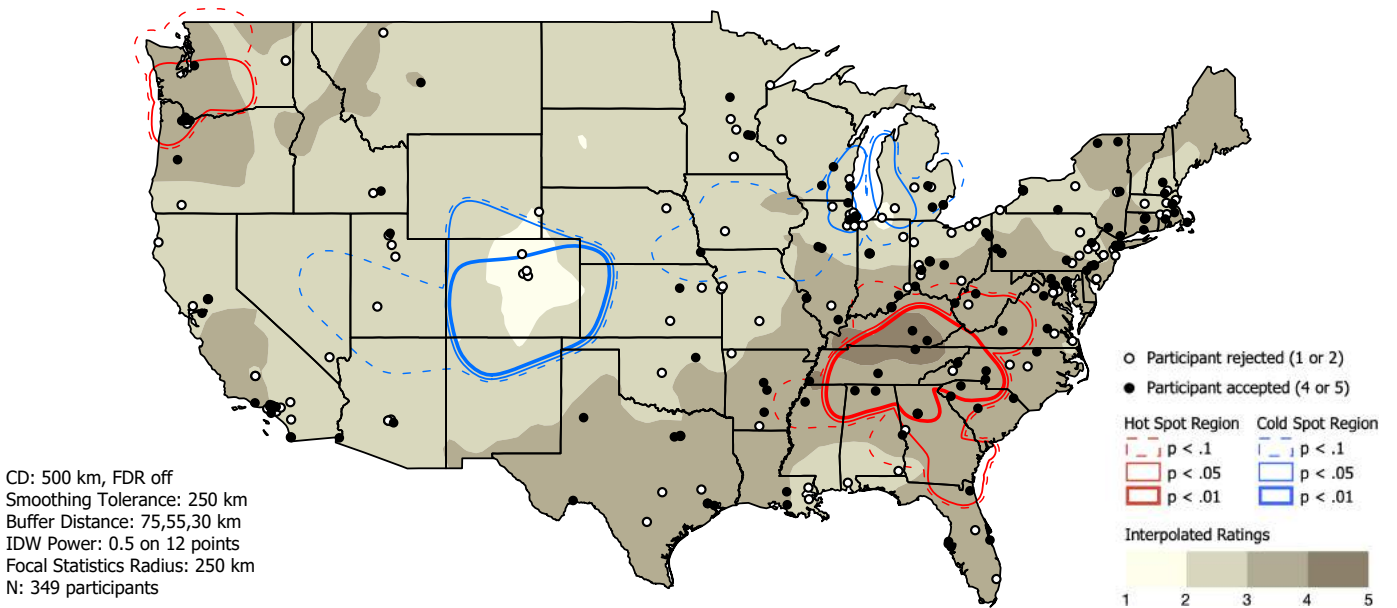 CD: 500 km, FDR off
Smoothing Tolerance: 250 km
Buffer Distance: 75,55,30 km
IDW Power: 0.5 on 12 points
Focal Statistics Radius: 250 km
N: 349 participants
Participant rejected (1 or 2)
Participant accepted (4 or 5)
Hot Spot Region Cold Spot Region
p < .1 p < .1
p < .05 p < .05
p < .01 p < .01
Interpolated Ratings
1 2 3 4 5